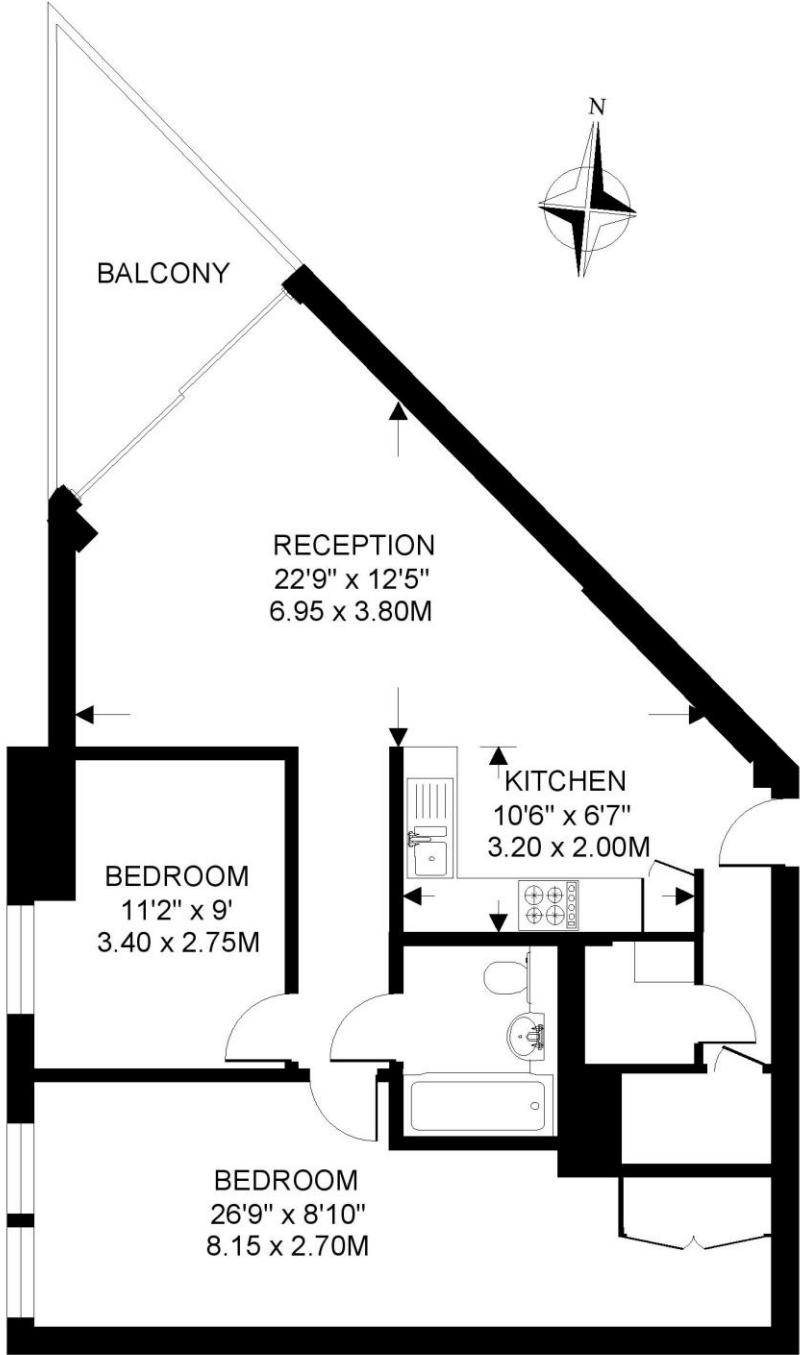 N
BALCONY
RECEPTION
22'9" x 12'5"
6.95 x 3.80M
KITCHEN
10'6" x 6'7"
3.20 x 2.00M
BEDROOM
11'2" x 9'
3.40 x 2.75M
BEDROOM
26'9" x 8'10"
8.15 x 2.70M